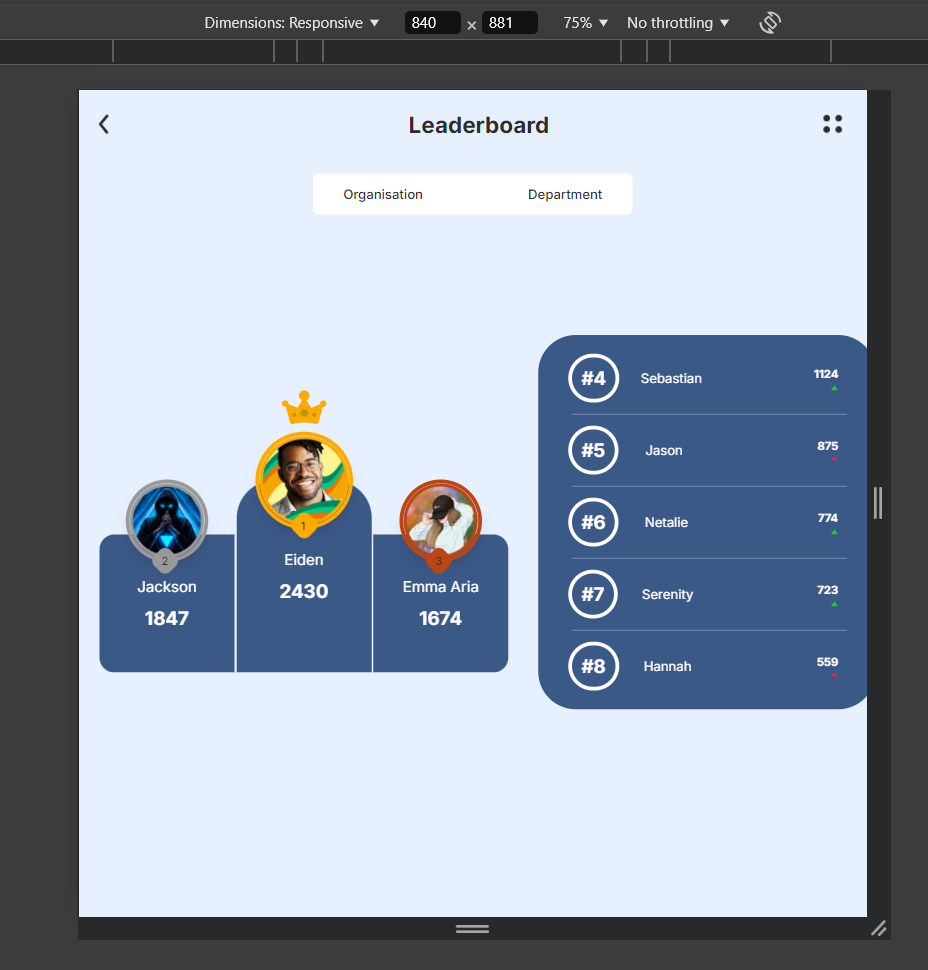 Dimensions: Responsive 840 × 881 75% No throttling
Leaderboard
Organisation Department
1
Eiden
2430
2
Jackson
1847
3
Emma Aria
1674
#4 Sebastian 1124
#5 Jason 875
#6 Netalie 774
#7 Serenity 723
#8 Hannah 559